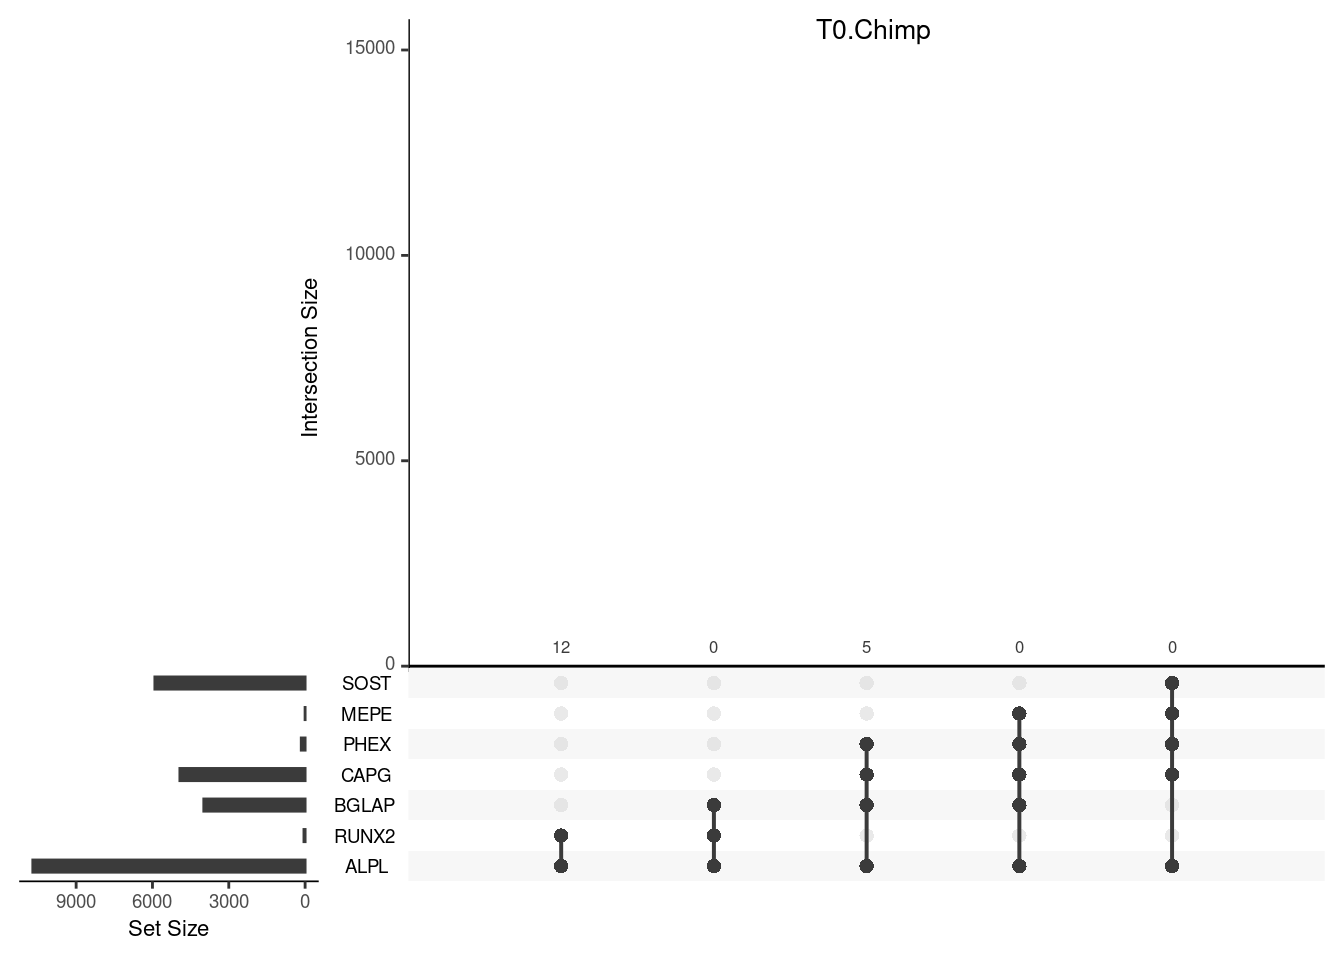 T0.Chimp
15000
10000
5000
0
Intersection Size
12 0 5 0 0
SOST
MEPE
PHEX
CAPG
BGLAP
RUNX2
ALPL
9000 6000 3000 0
Set Size